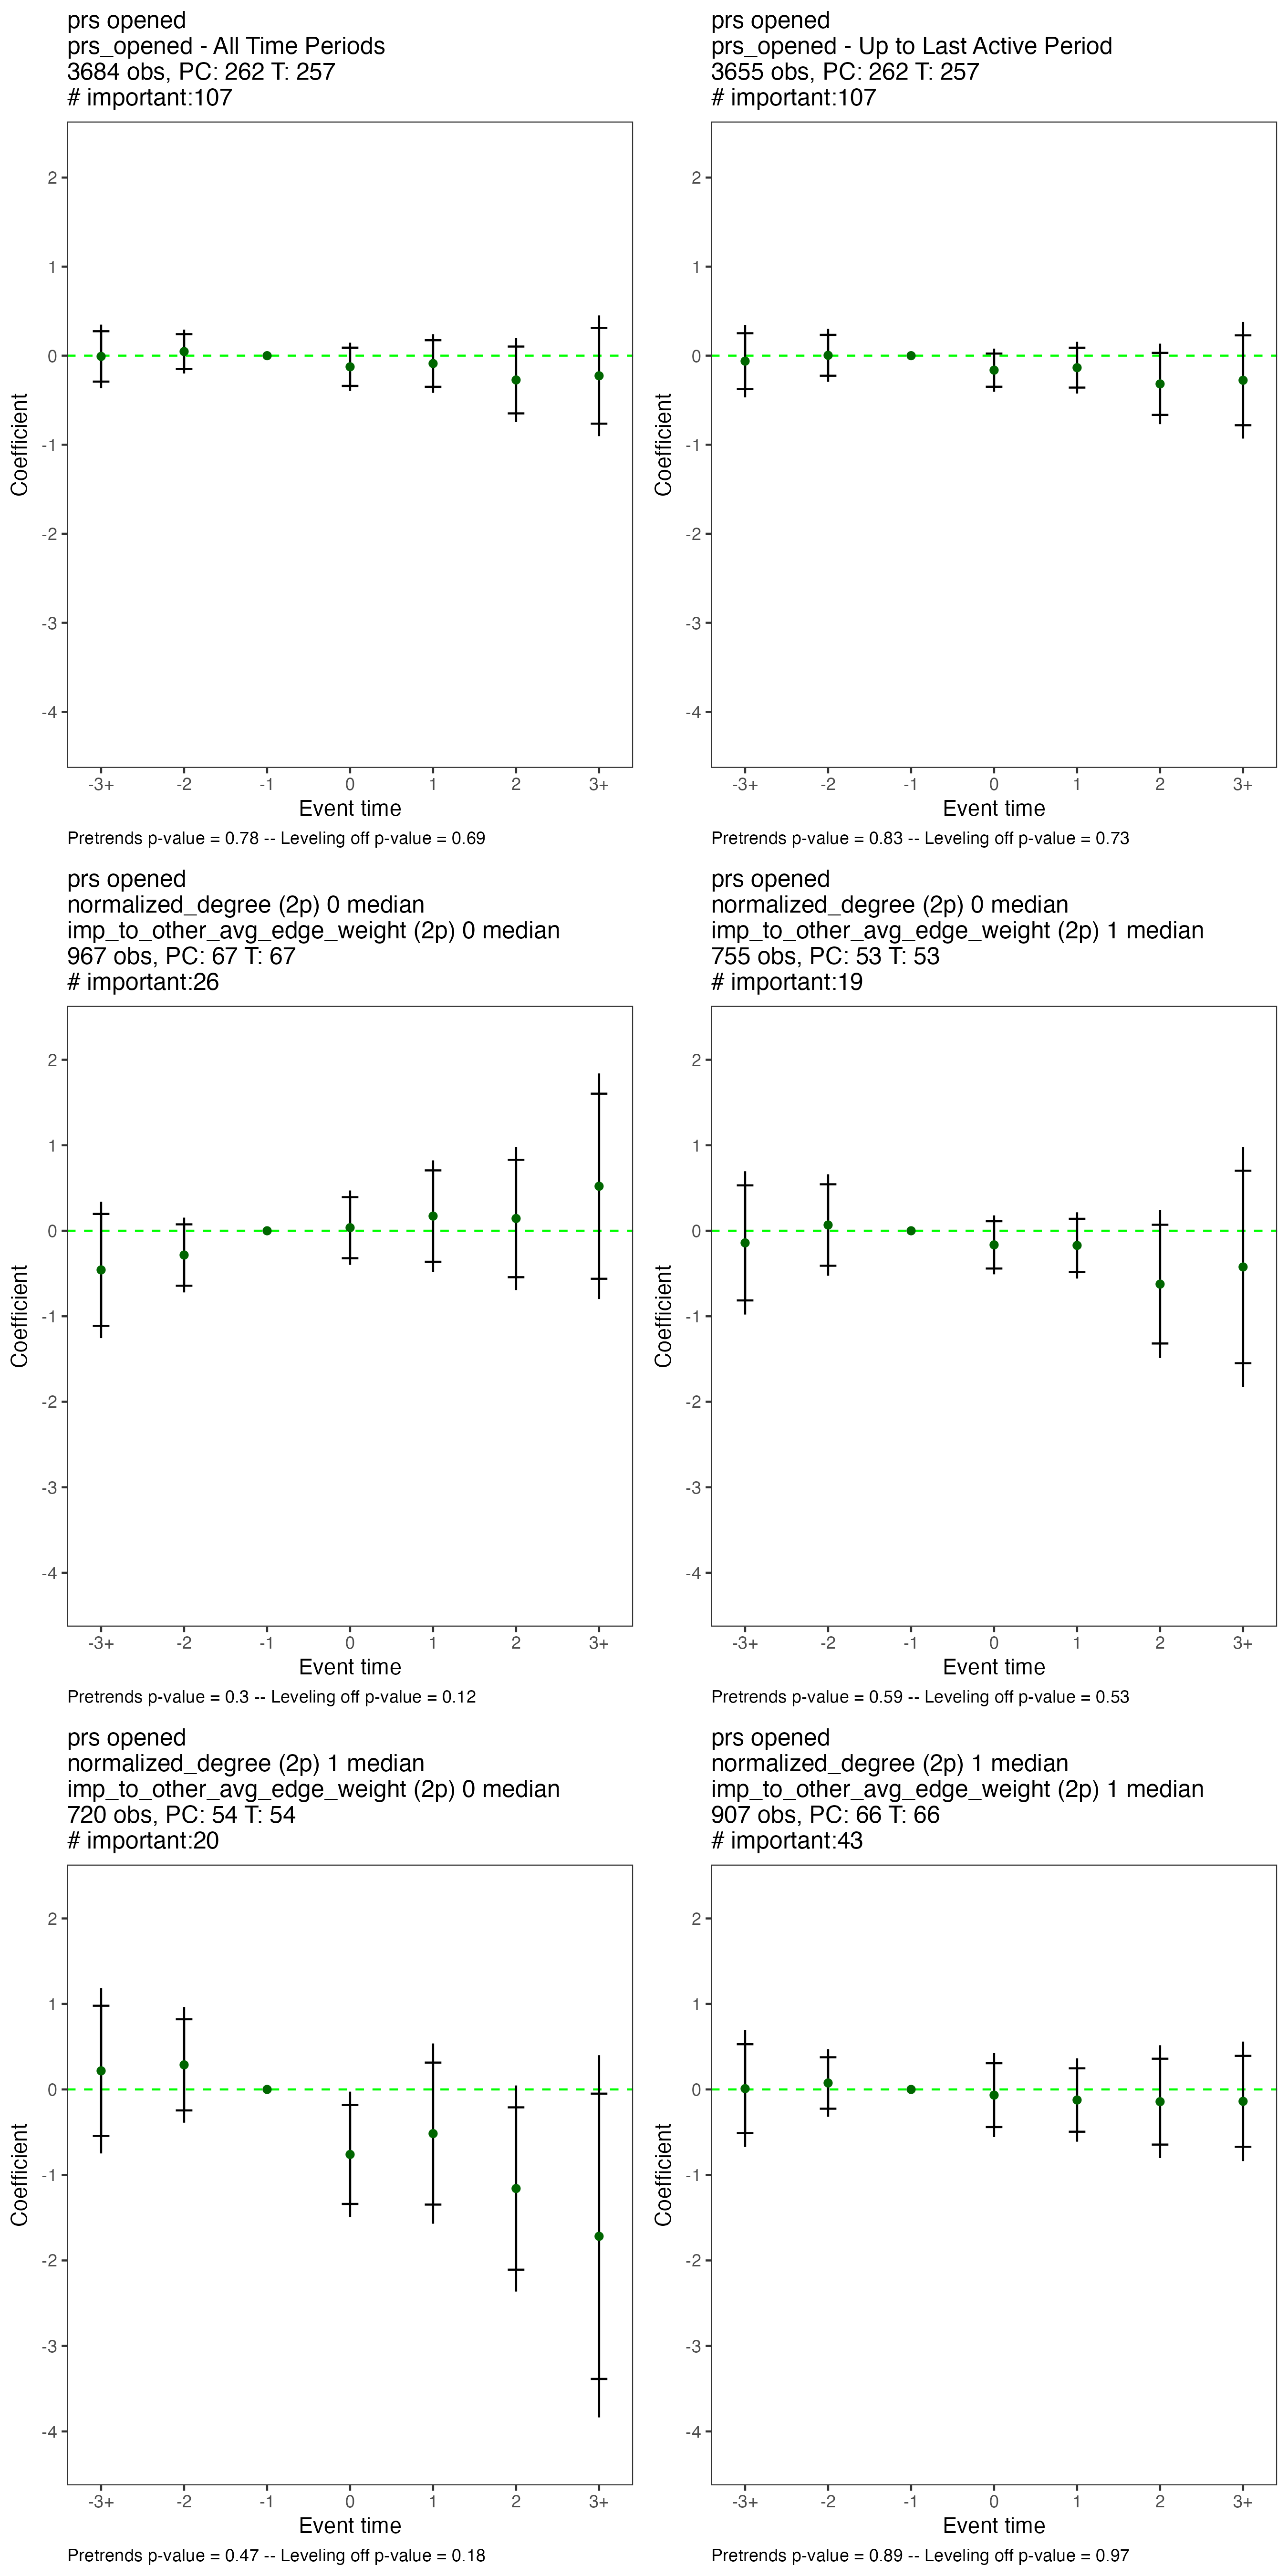 prs opened
prs_opened - All Time Periods
3684 obs, PC: 262 T: 257
# important:107
2
1
0
-1
-2
-3
-4
Coefficient
-3+ -2 -1 0 1 2 3+
Event time
Pretrends p-value = 0.78 -- Leveling off p-value = 0.69
prs opened
prs_opened - Up to Last Active Period
3655 obs, PC: 262 T: 257
# important:107
2
1
0
-1
-2
-3
-4
Coefficient
-3+ -2 -1 0 1 2 3+
Event time
Pretrends p-value = 0.83 -- Leveling off p-value = 0.73
prs opened
normalized_degree (2p) 0 median
imp_to_other_avg_edge_weight (2p) 0 median
967 obs, PC: 67 T: 67
# important:26
2
1
0
-1
-2
-3
-4
Coefficient
-3+ -2 -1 0 1 2 3+
Event time
Pretrends p-value = 0.3 -- Leveling off p-value = 0.12
prs opened
normalized_degree (2p) 0 median
imp_to_other_avg_edge_weight (2p) 1 median
755 obs, PC: 53 T: 53
# important:19
2
1
0
-1
-2
-3
-4
Coefficient
-3+ -2 -1 0 1 2 3+
Event time
Pretrends p-value = 0.59 -- Leveling off p-value = 0.53
prs opened
normalized_degree (2p) 1 median
imp_to_other_avg_edge_weight (2p) 0 median
720 obs, PC: 54 T: 54
# important:20
2
1
0
-1
-2
-3
-4
Coefficient
-3+ -2 -1 0 1 2 3+
Event time
Pretrends p-value = 0.47 -- Leveling off p-value = 0.18
prs opened
normalized_degree (2p) 1 median
imp_to_other_avg_edge_weight (2p) 1 median
907 obs, PC: 66 T: 66
# important:43
2
1
0
-1
-2
-3
-4
Coefficient
-3+ -2 -1 0 1 2 3+
Event time
Pretrends p-value = 0.89 -- Leveling off p-value = 0.97